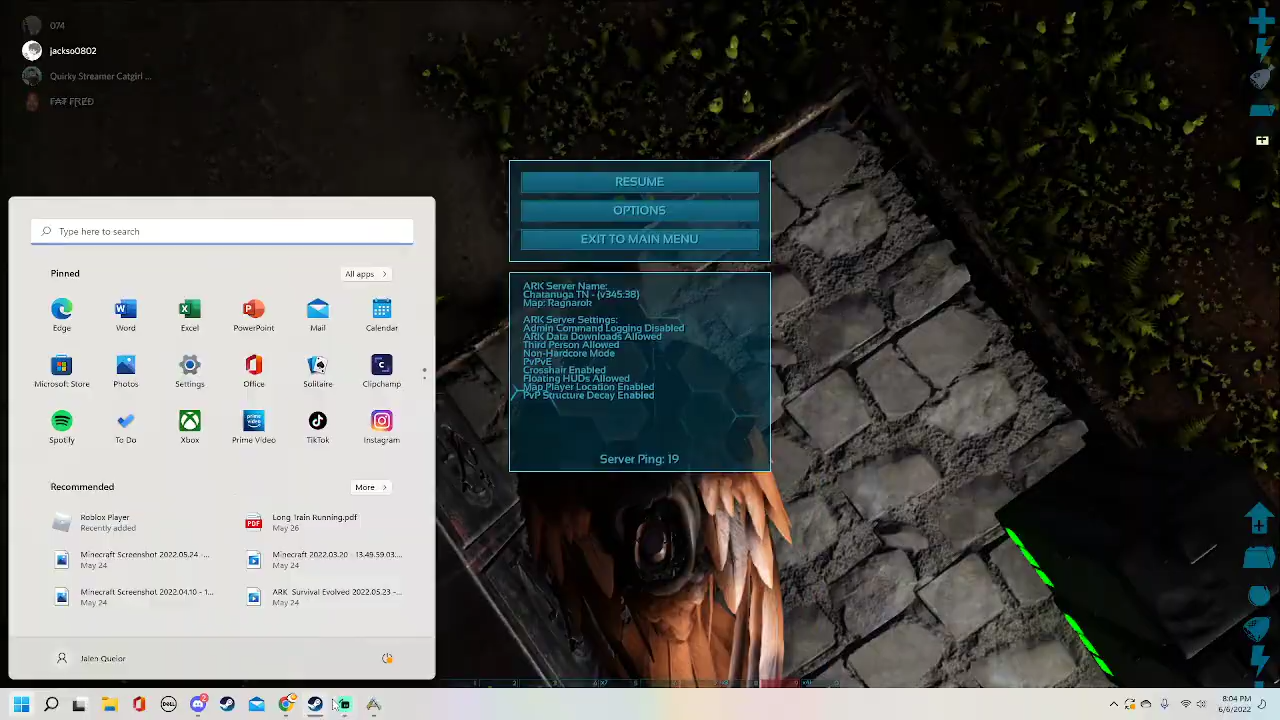 074
jackso0802
Quirky Streamer Catgirl ...
FAT FRED
RESUME
OPTIONS
EXIT TO MAIN MENU
ARK Server Name:
Chatanuga TN - (v345.38)
Map: Ragnarok
ARK Server Settings:
Admin Command Logging Disabled
ARK Data Downloads Allowed
Third Person Allowed
Non-Hardcore Mode
PvPvE
Crosshair Enabled
Floating HUDs Allowed
Map Player Location Enabled
PvP Structure Decay Enabled
Server Ping: 19
Type here to search
Pinned
All apps >
Edge
Word
Excel
PowerPoint
Mail
Calendar
Microsoft Store
Photos
Settings
Office
Solitaire
Clipchamp
Spotify
To Do
Xbox
Prime Video
TikTok
Instagram
Recommended
More >
Roblox Player
Recently added
Long Train Running.pdf
May 26
Minecraft Screenshot 2022.05.24 -...
May 24
Minecraft 2022.03.20 - 13.49.59.03...
May 24
Minecraft Screenshot 2022.04.10 - 1...
May 24
ARK_ Survival Evolved 2022.05.23 -...
May 24
Jalen Quelor
8:04 PM
6/6/2022